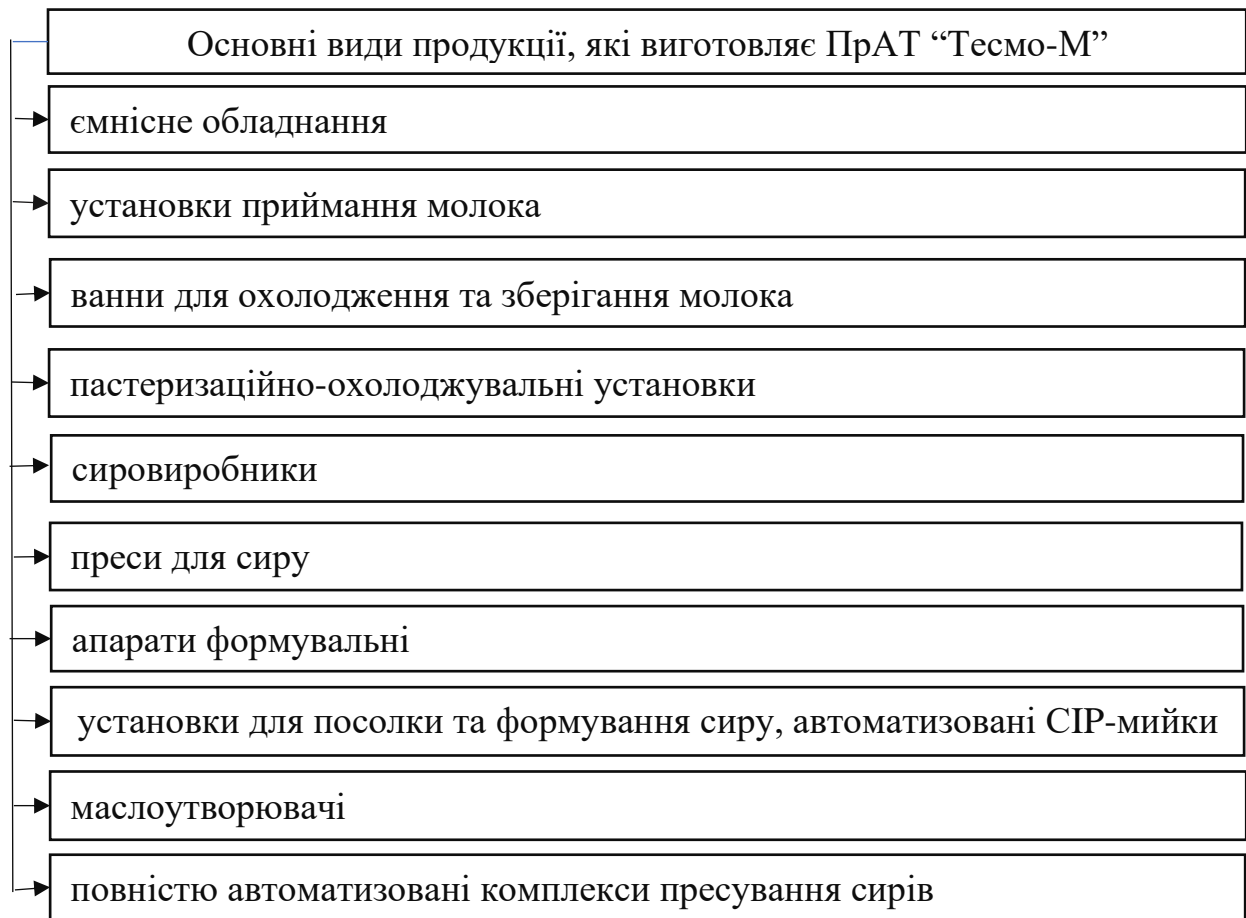 Основні види продукції, які виготовляє ПрАТ “Тесмо-М”
ємнісне обладнання
установки приймання молока
ванни для охолодження та зберігання молока
пастеризаційно-охолоджувальні установки
сировиробники
преси для сиру
апарати формувальні
установки для посолки та формування сиру, автоматизовані СІР-мийки
маслоутворювачі
повністю автоматизовані комплекси пресування сирів